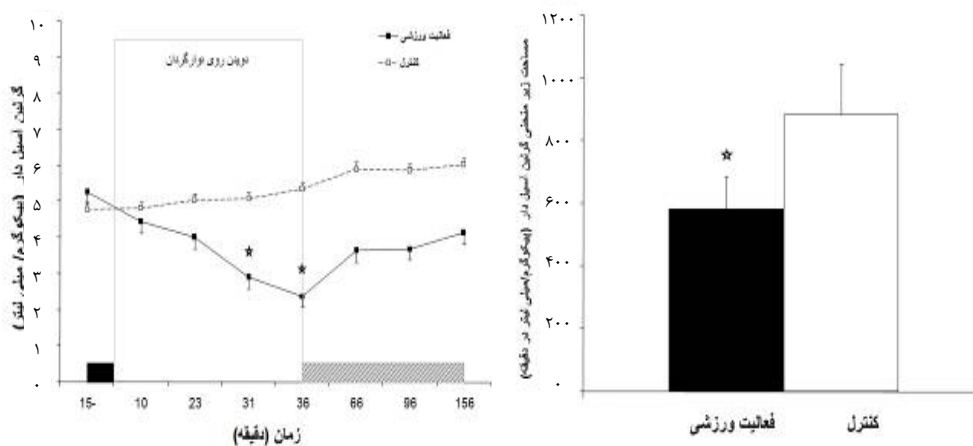 گرلین آسیل دار (پیکوگرم/ میلی لیتر)
۱۰
۹
۸
۷
۶
۵
۴
۳
۲
۱
۰
فعالیت ورزشی
کنترل
دویدن روی نوارگردان
15- 10 23 31 36 66 96 156
زمان (دقیقه)
مساحت زیر منحنی گرلین آسیل دار (پیکوگرم/میلی لیتر در دقیقه)
۱۲۰۰
۱۰۰۰
۸۰۰
۶۰۰
۴۰۰
۲۰۰
۰
فعالیت ورزشی
کنترل